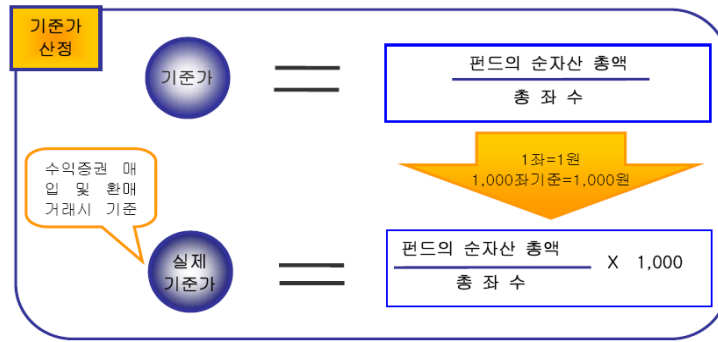 기준가
산정
기준가
펀드의 순자산 총액
총 좌 수
1좌=1원
1,000좌기준=1,000원
수익증권 매
입 및 환매
거래시 기준
실제
기준가
펀드의 순자산 총액
총 좌 수
X 1,000